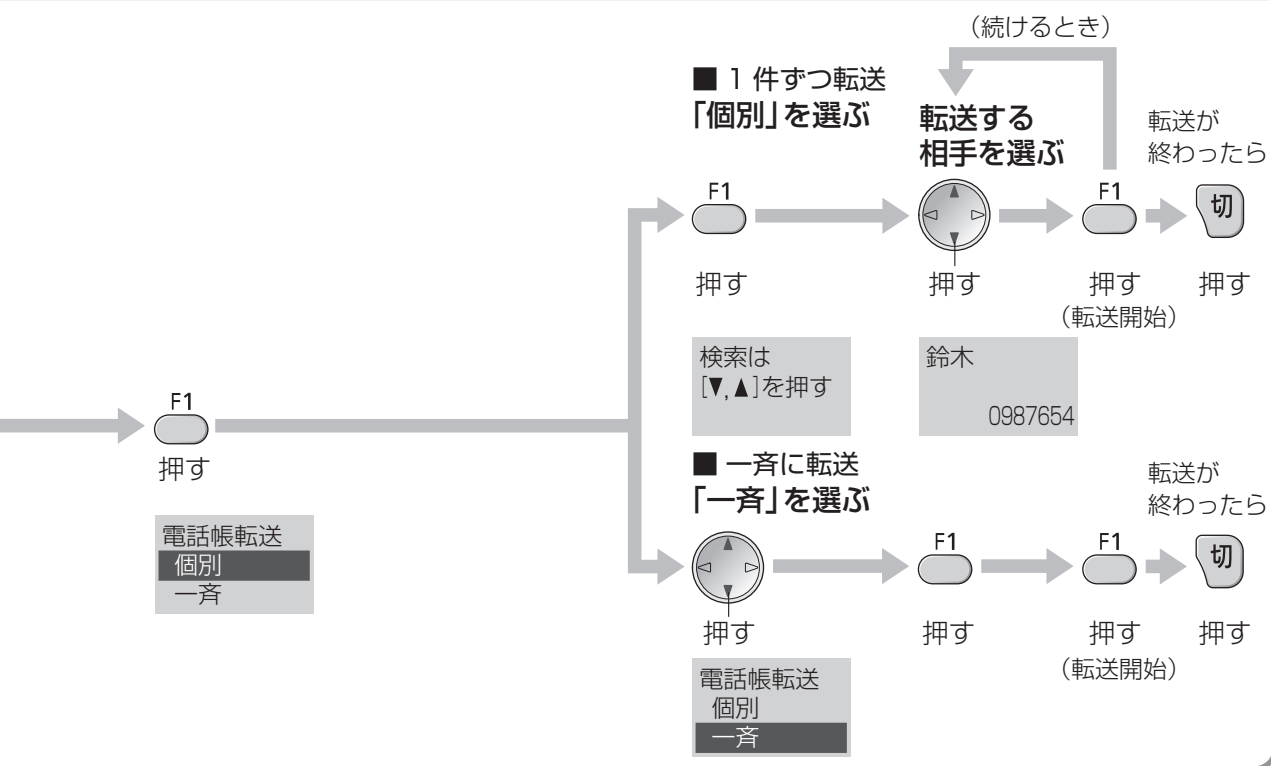 F1
押す
電話帳転送
個別
一斉
■ 1 件ずつ転送
「個別」を選ぶ
F1
押す
検索は
[▼,▲]を押す
(続けるとき)
転送する
相手を選ぶ
押す
鈴木
0987654
F1
押す
(転送開始)
転送が
終わったら
切
押す
■ 一斉に転送
「一斉」を選ぶ
押す
電話帳転送
個別
一斉
F1
押す
F1
押す
(転送開始)
転送が
終わったら
切
押す